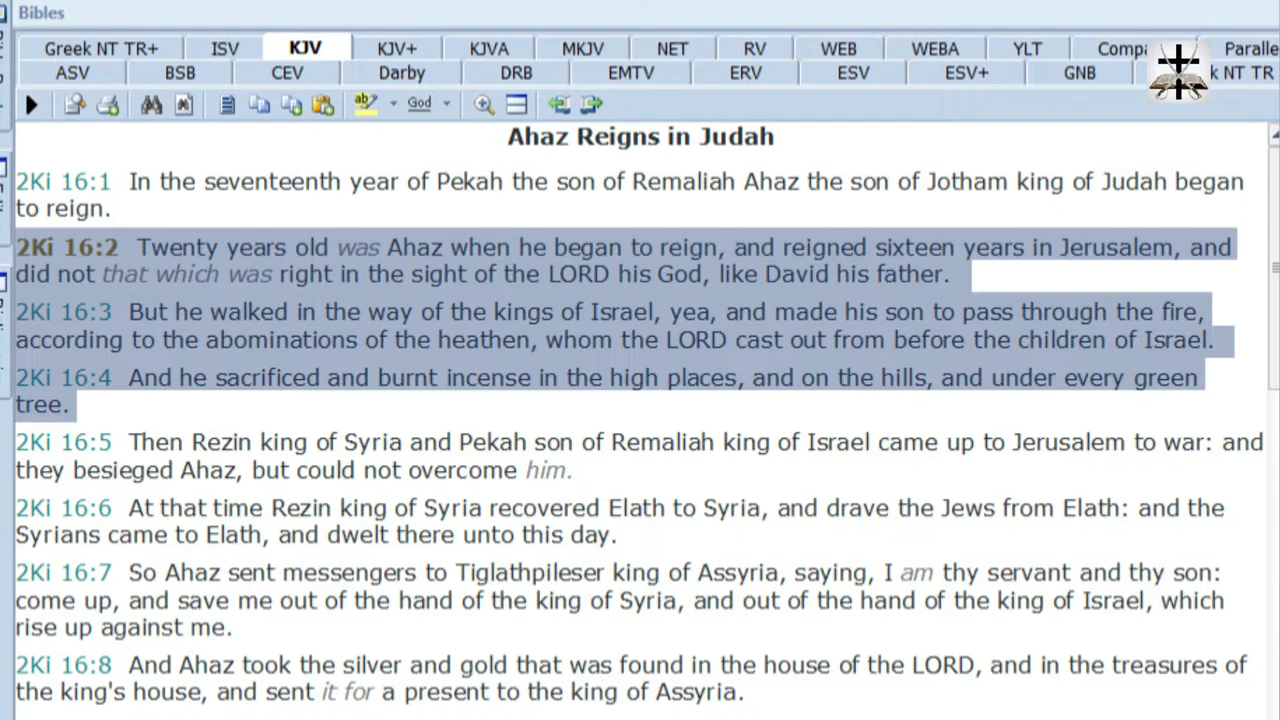 Bibles
Greek NT TR+ ISV KJV KJV+ KJVA MKJV NET RV WEB WEBA YLT Compa Paralle
ASV BSB CEV Darby DRB EMTV ERV ESV ESV+ GNB k NT TR
ab God
Ahaz Reigns in Judah
2Ki 16:1 In the seventeenth year of Pekah the son of Remaliah Ahaz the son of Jotham king of Judah began
to reign.
2Ki 16:2 Twenty years old was Ahaz when he began to reign, and reigned sixteen years in Jerusalem, and
did not that which was right in the sight of the LORD his God, like David his father.
2Ki 16:3 But he walked in the way of the kings of Israel, yea, and made his son to pass through the fire,
according to the abominations of the heathen, whom the LORD cast out from before the children of Israel.
2Ki 16:4 And he sacrificed and burnt incense in the high places, and on the hills, and under every green
tree.
2Ki 16:5 Then Rezin king of Syria and Pekah son of Remaliah king of Israel came up to Jerusalem to war: and
they besieged Ahaz, but could not overcome him.
2Ki 16:6 At that time Rezin king of Syria recovered Elath to Syria, and drave the Jews from Elath: and the
Syrians came to Elath, and dwelt there unto this day.
2Ki 16:7 So Ahaz sent messengers to Tiglathpileser king of Assyria, saying, I am thy servant and thy son:
come up, and save me out of the hand of the king of Syria, and out of the hand of the king of Israel, which
rise up against me.
2Ki 16:8 And Ahaz took the silver and gold that was found in the house of the LORD, and in the treasures of
the king's house, and sent it for a present to the king of Assyria.